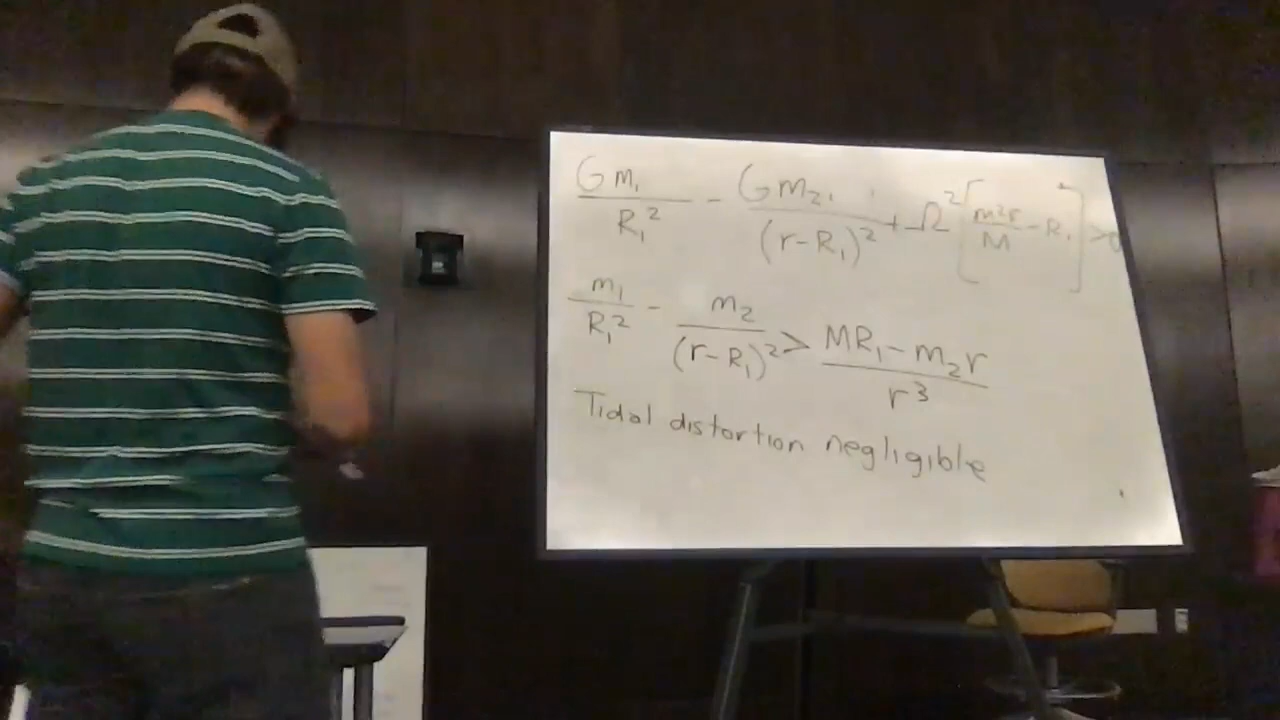 Gm₁/R₁² - Gm₂/(r-R₁)² + Ω²[m₂r/M - R₁] > 0
m₁/R₁² - m₂/(r-R₁)² > MR₁-m₂r/r³
Tidal distortion negligible